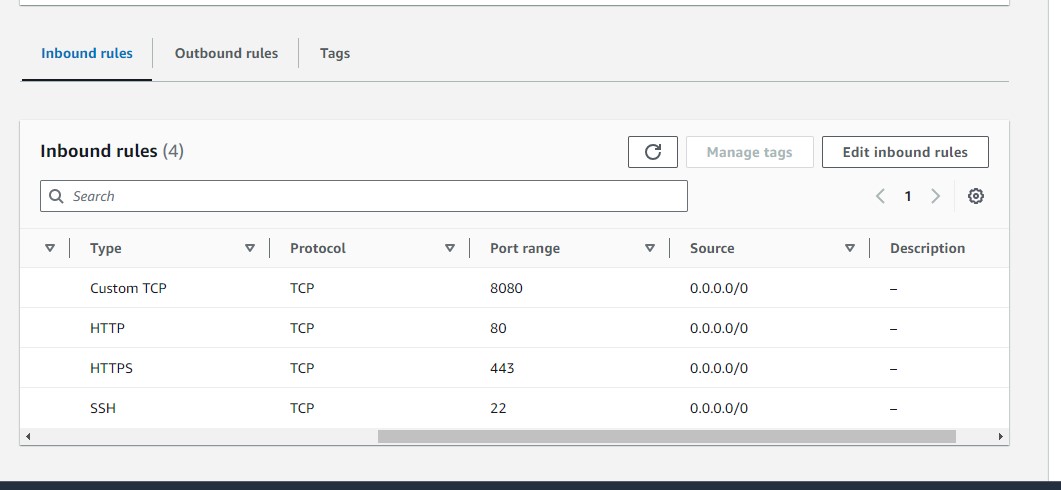 Inbound rules Outbound rules Tags
Inbound rules (4) Manage tags Edit inbound rules
Search 1
Type Protocol Port range Source Description
Custom TCP TCP 8080 0.0.0.0/0 –
HTTP TCP 80 0.0.0.0/0 –
HTTPS TCP 443 0.0.0.0/0 –
SSH TCP 22 0.0.0.0/0 –